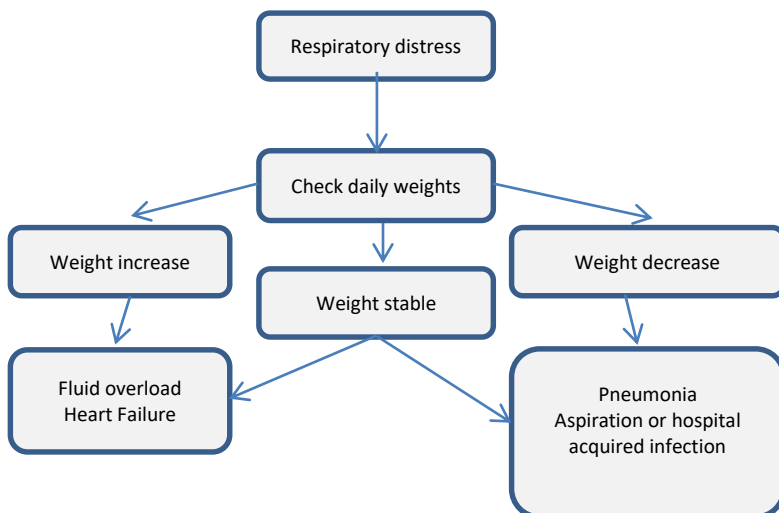 Respiratory distress
Check daily weights
Weight increase
Weight stable
Weight decrease
Fluid overload
Heart Failure
Pneumonia
Aspiration or hospital
acquired infection